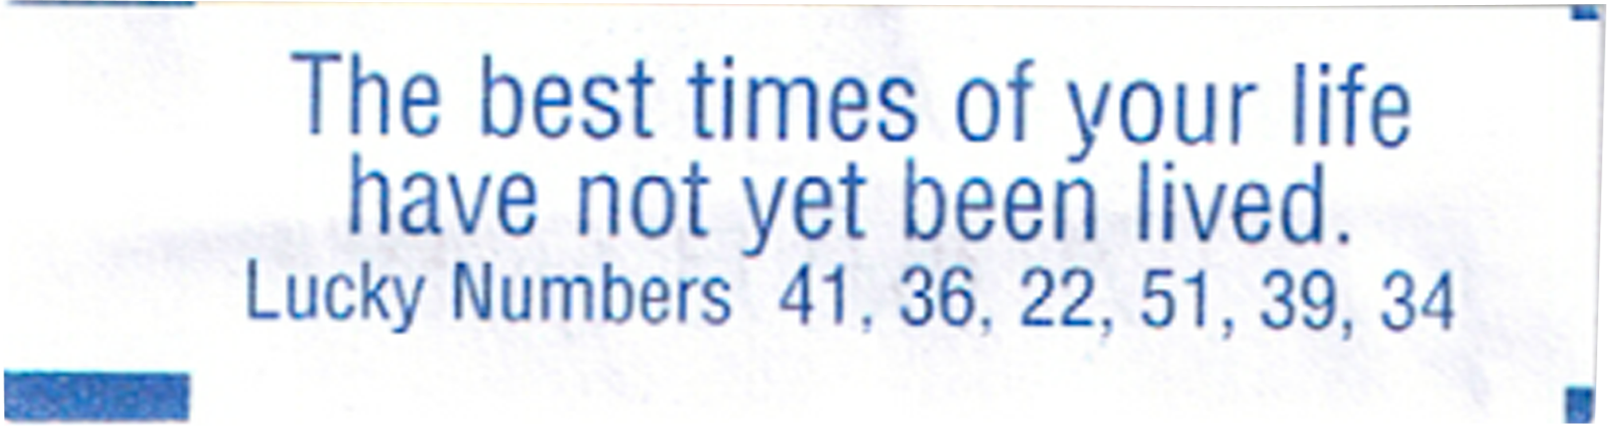 The best times of your life
have not yet been lived.
Lucky Numbers 41, 36, 22, 51, 39, 34